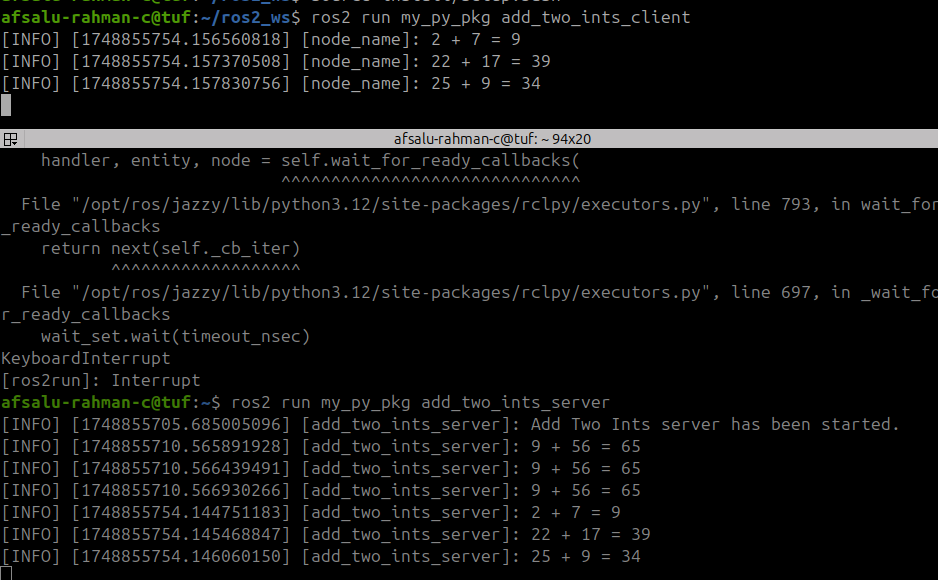 afsalu-rahman-c@tuf:~/ros2_ws$ ros2 run my_py_pkg add_two_ints_client
[INFO] [1748855754.156560818] [node_name]: 2 + 7 = 9
[INFO] [1748855754.157370508] [node_name]: 22 + 17 = 39
[INFO] [1748855754.157830756] [node_name]: 25 + 9 = 34
afsalu-rahman-c@tuf: ~ 94x20
handler, entity, node = self.wait_for_ready_callbacks(
^^^^^^^^^^^^^^^^^^^^^^^^^^^^^^
File "/opt/ros/jazzy/lib/python3.12/site-packages/rclpy/executors.py", line 793, in wait_for
_ready_callbacks
return next(self._cb_iter)
^^^^^^^^^^^^^^^^^^^
File "/opt/ros/jazzy/lib/python3.12/site-packages/rclpy/executors.py", line 697, in _wait_fo
r_ready_callbacks
wait_set.wait(timeout_nsec)
KeyboardInterrupt
[ros2run]: Interrupt
afsalu-rahman-c@tuf:~$ ros2 run my_py_pkg add_two_ints_server
[INFO] [1748855705.685005096] [add_two_ints_server]: Add Two Ints server has been started.
[INFO] [1748855710.565891928] [add_two_ints_server]: 9 + 56 = 65
[INFO] [1748855710.566439491] [add_two_ints_server]: 9 + 56 = 65
[INFO] [1748855710.566930266] [add_two_ints_server]: 9 + 56 = 65
[INFO] [1748855754.144751183] [add_two_ints_server]: 2 + 7 = 9
[INFO] [1748855754.145468847] [add_two_ints_server]: 22 + 17 = 39
[INFO] [1748855754.146060150] [add_two_ints_server]: 25 + 9 = 34